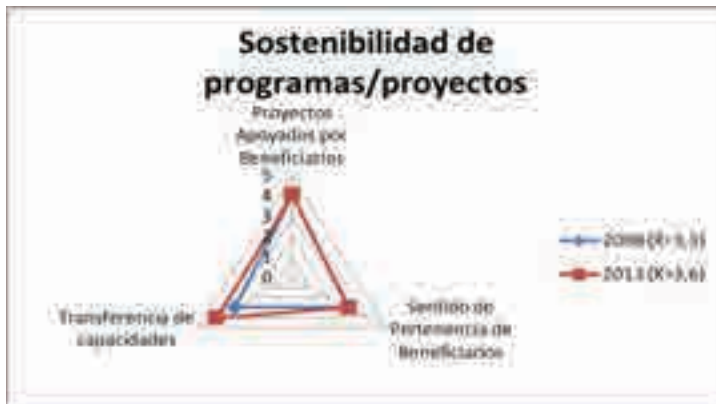 Sostenibilidad de
programas/proyectos
Proyectos
Apoyados por
Beneficiarios
5
4
3
2
1
0
Transferencia de
capacidades
Sentido de
Pertenencia de
Beneficiarios